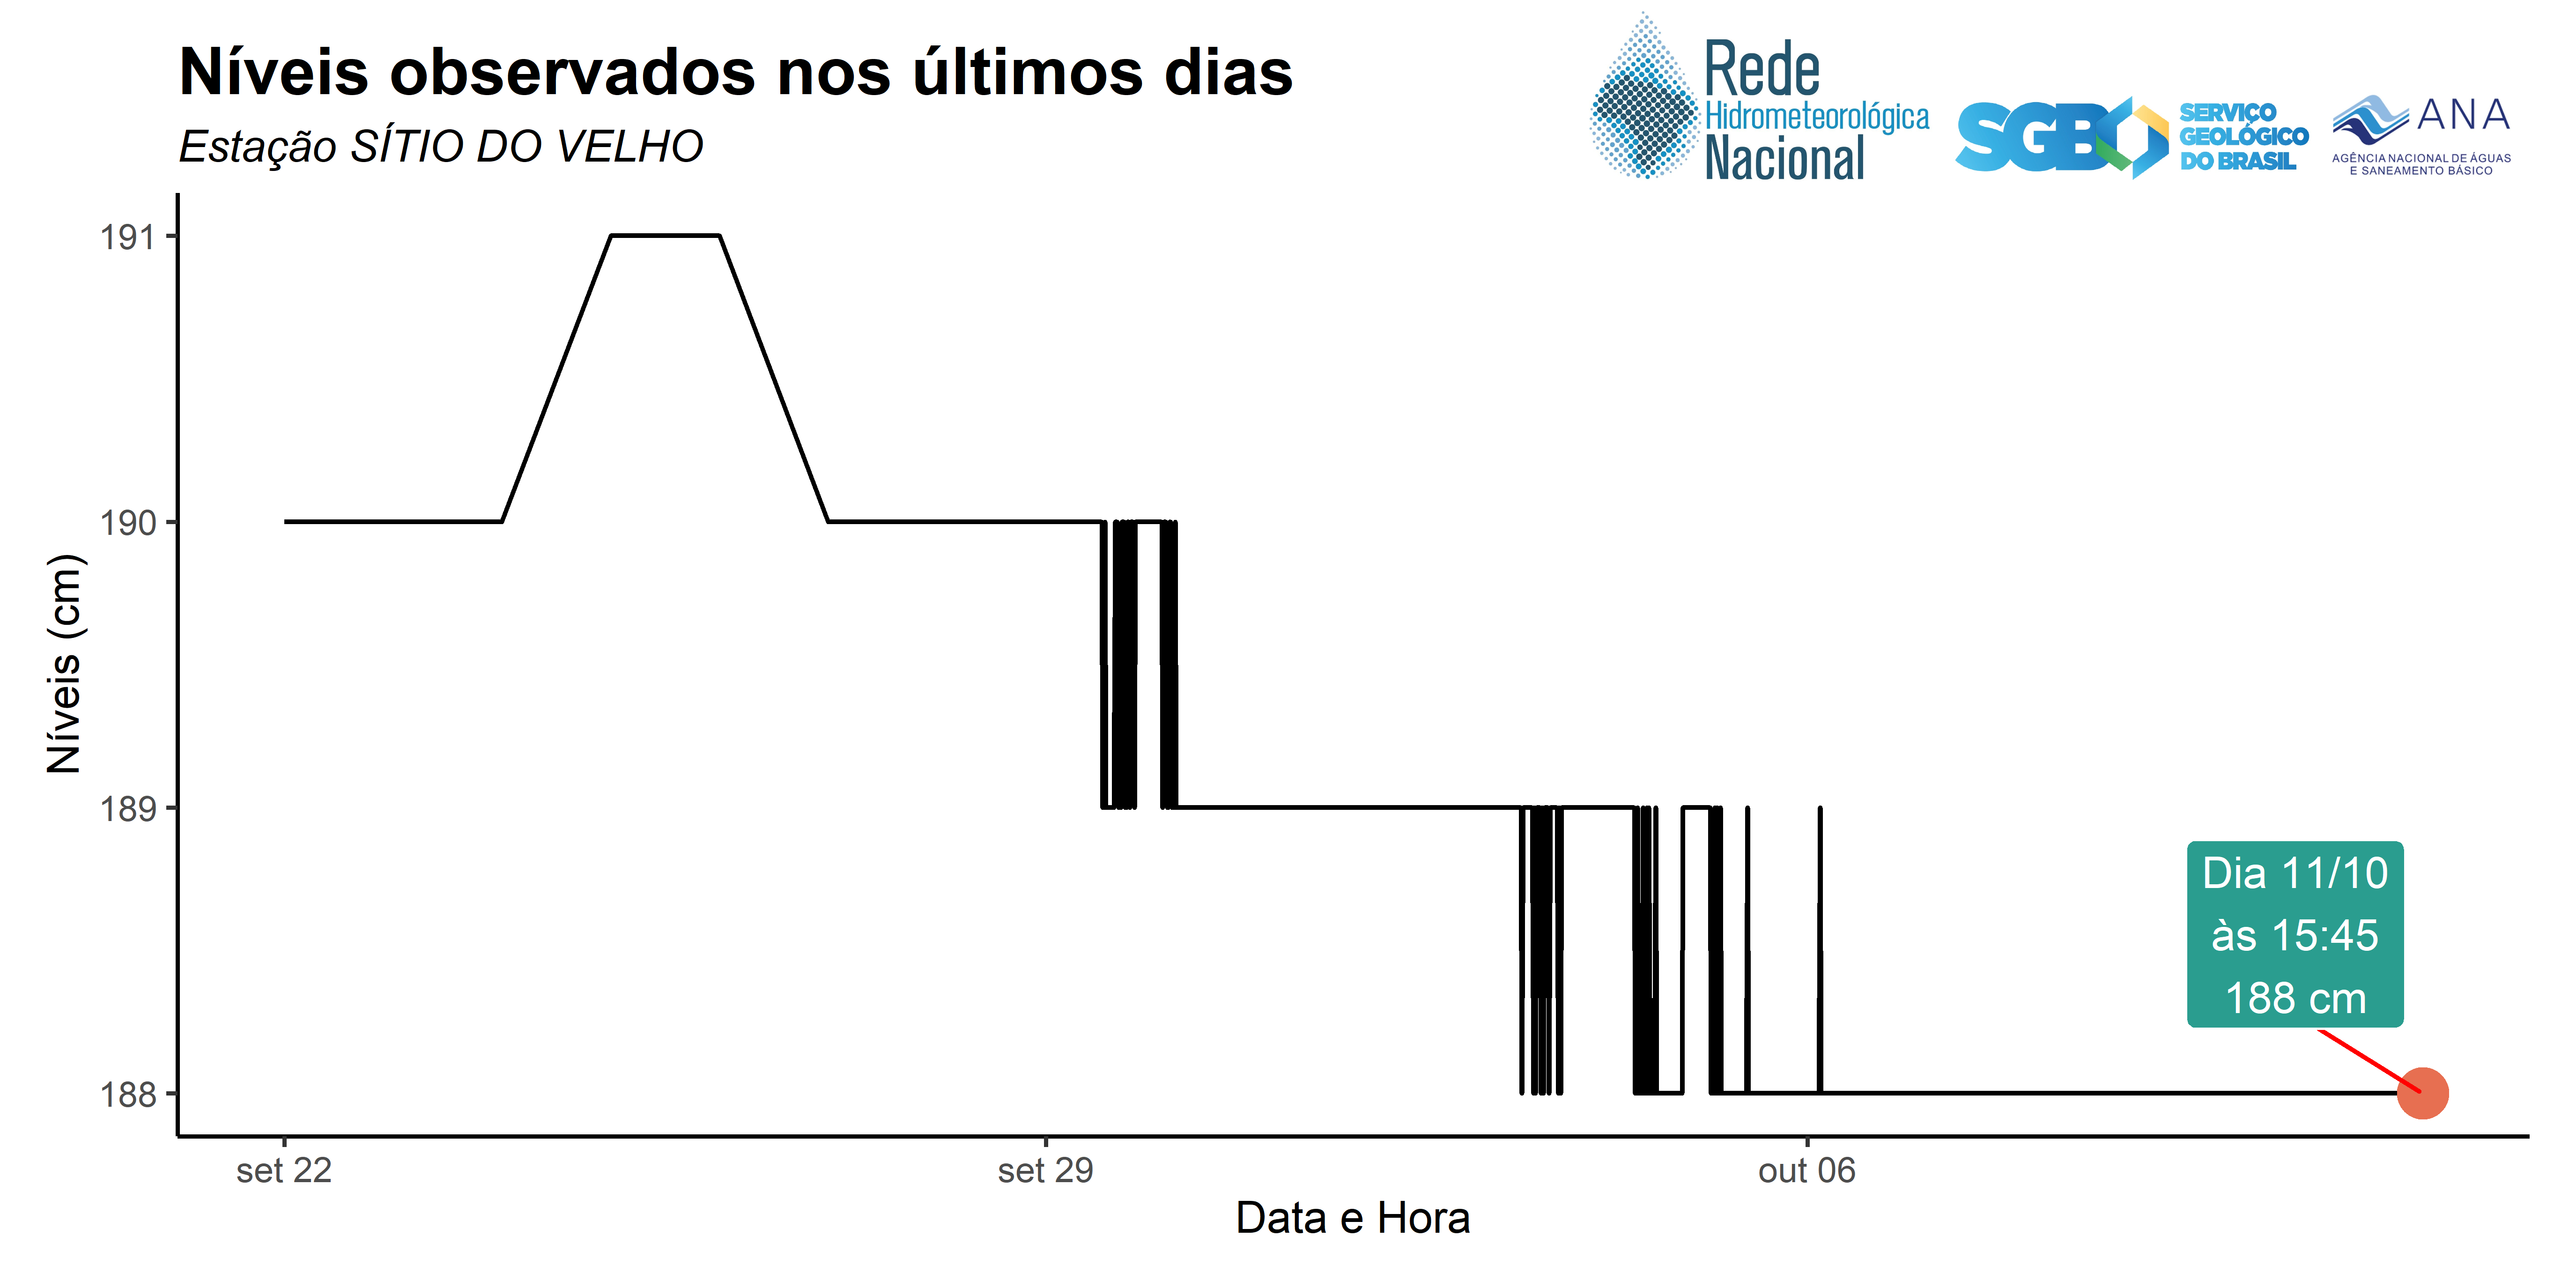 Níveis observados nos últimos dias
Estação SÍTIO DO VELHO
Rede
Hidrometeorológica
Nacional
SGB
SERVIÇO
GEOLÓGICO
DO BRASIL
ANA
AGÊNCIA NACIONAL DE ÁGUAS
E SANEAMENTO BÁSICO
Níveis (cm)
191
190
189
188
Dia 11/10
às 15:45
188 cm
set 22
set 29
out 06
Data e Hora